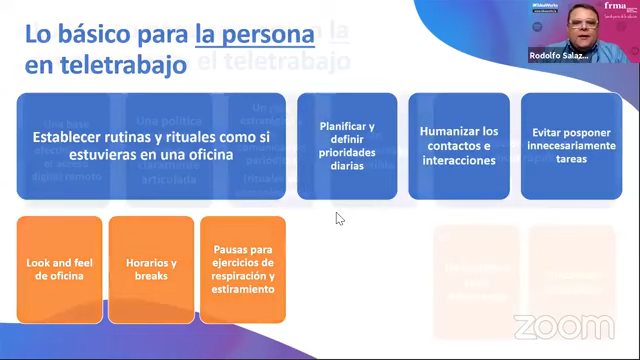 frma
Lo básico para la persona
en teletrabajo
Rodolfo Salaz...
Establecer rutinas y rituales como si
estuvieras en una oficina
Planificar y
definir
prioridades
diarias
Humanizar los
contactos e
interacciones
Evitar posponer
innecesariamente
tareas
Look and feel
de oficina
Horarios y
breaks
Pausas para
ejercicios de
respiración y
estiramiento
zoom